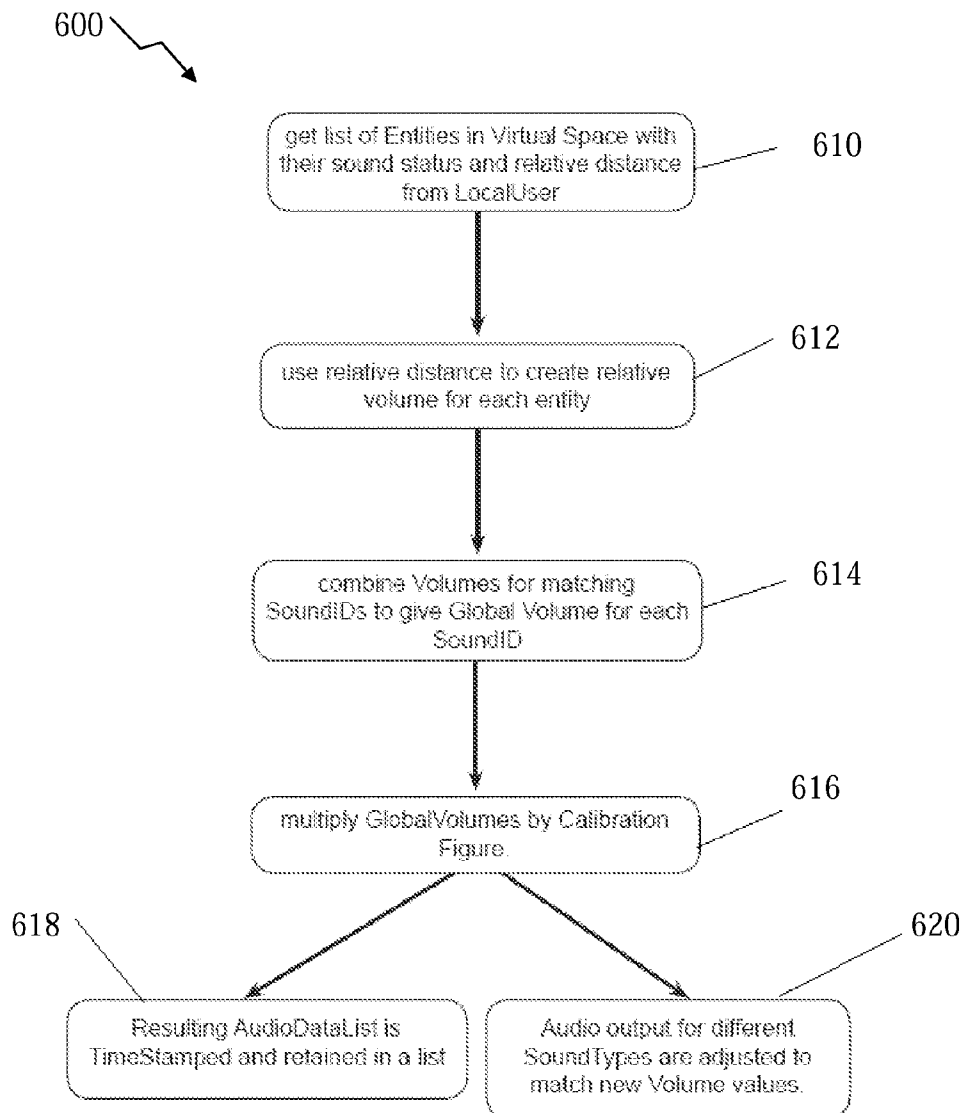 600
get list of Entities in Virtual Space with
their sound status and relative distance
from LocalUser
610
612
use relative distance to create relative
volume for each entity
614
combine Volumes for matching
SoundIDs to give Global Volume for each
SoundID
616
multiply GlobalVolumes by Calibration
Figure.
618
620
Resulting AudioDataList is
TimeStamped and retained in a list
Audio output for different
SoundTypes are adjusted to
match new Volume values.